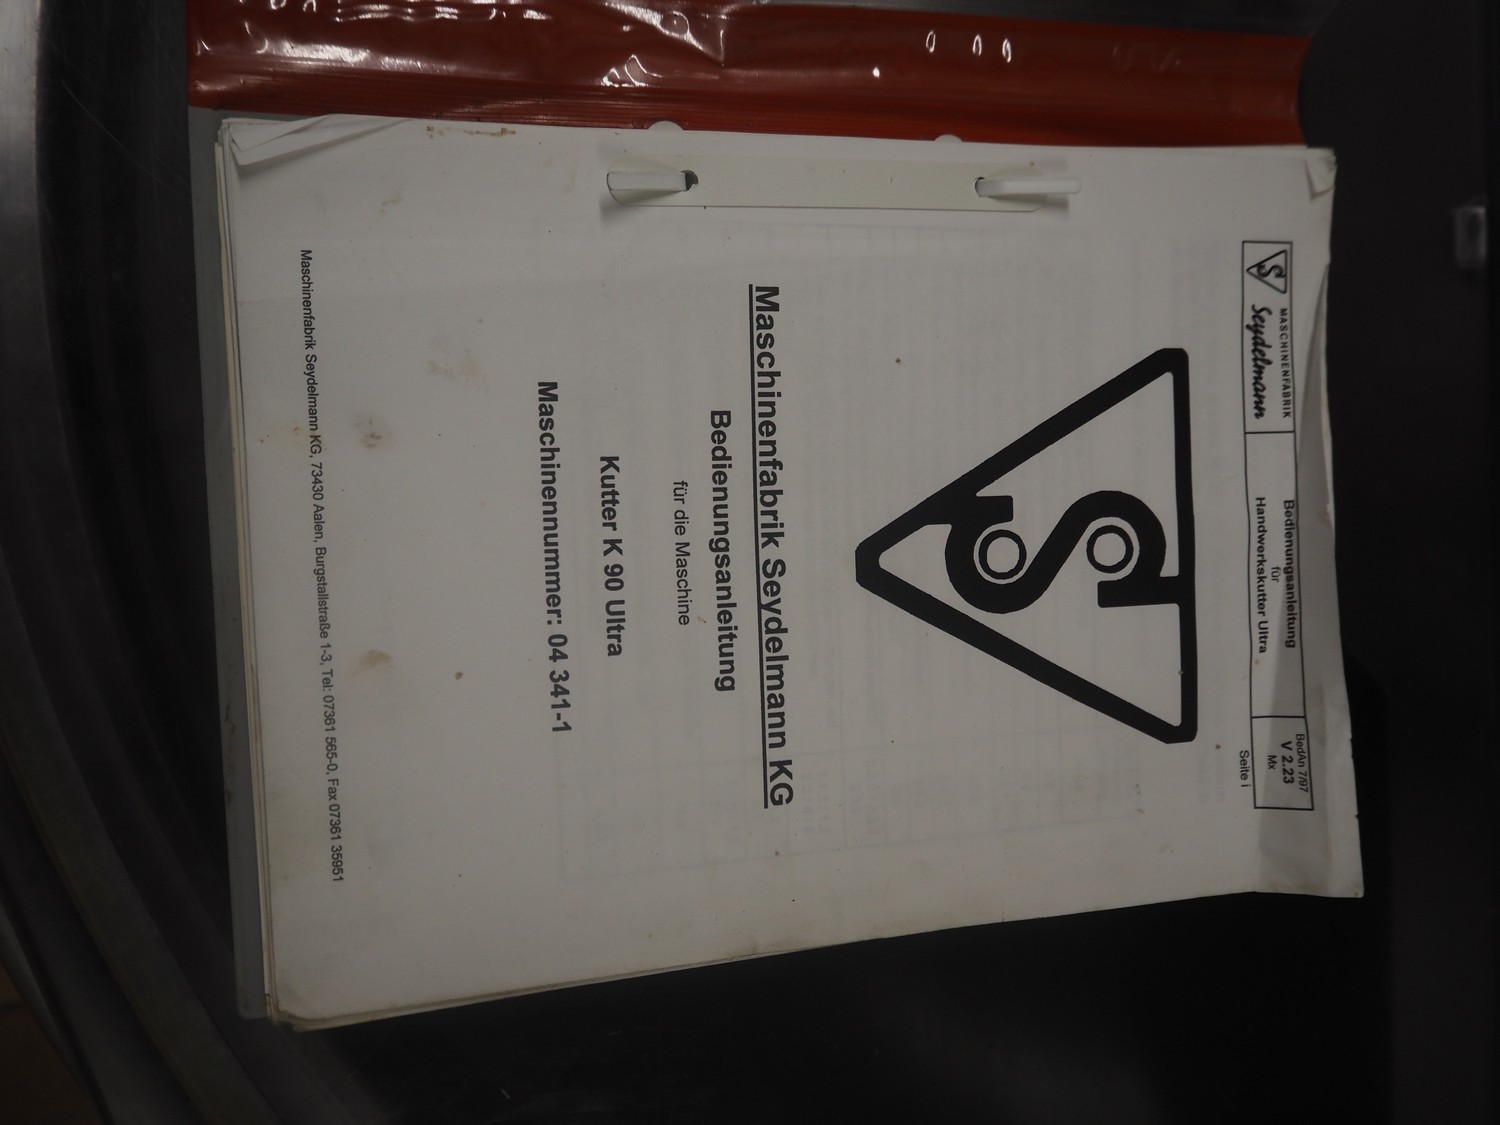 MASCHINENFABRIK
Seydelmann
Bedienungsanleitung
für
Handwerkskutter Ultra
BedAn 7/97
V 2.23
Mx
Seite i
Maschinenfabrik Seydelmann KG
Bedienungsanleitung
für die Maschine
Kutter K 90 Ultra
Maschinennummer: 04 341-1
Maschinenfabrik Seydelmann KG, 73430 Aalen, Burgstallstraße 1-3, Tel: 07361 565-0, Fax 07361 35951